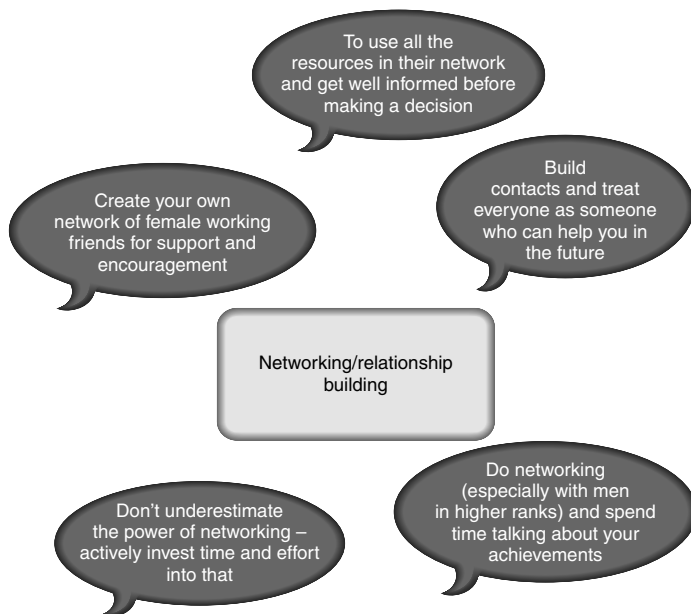 To use all the
resources in their network
and get well informed before
making a decision
Build
contacts and treat
everyone as someone
who can help you in
the future
Create your own
network of female working
friends for support and
encouragement
Networking/relationship
building
Do networking
(especially with men
in higher ranks) and spend
time talking about your
achievements
Don’t underestimate
the power of networking –
actively invest time and effort
into that